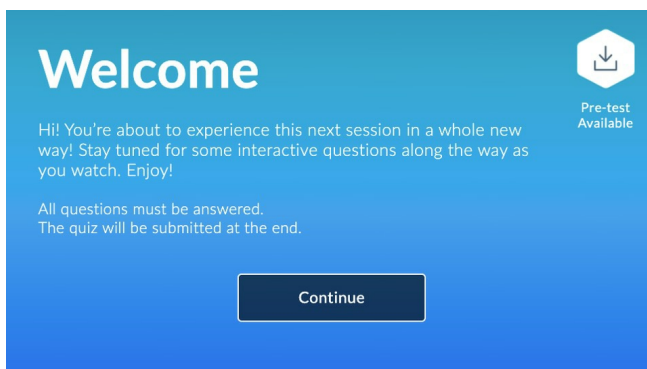 Welcome
Hi! You're about to experience this next session in a whole new
way! Stay tuned for some interactive questions along the way as
you watch. Enjoy!
All questions must be answered.
The quiz will be submitted at the end.
Pre-test
Available
Continue